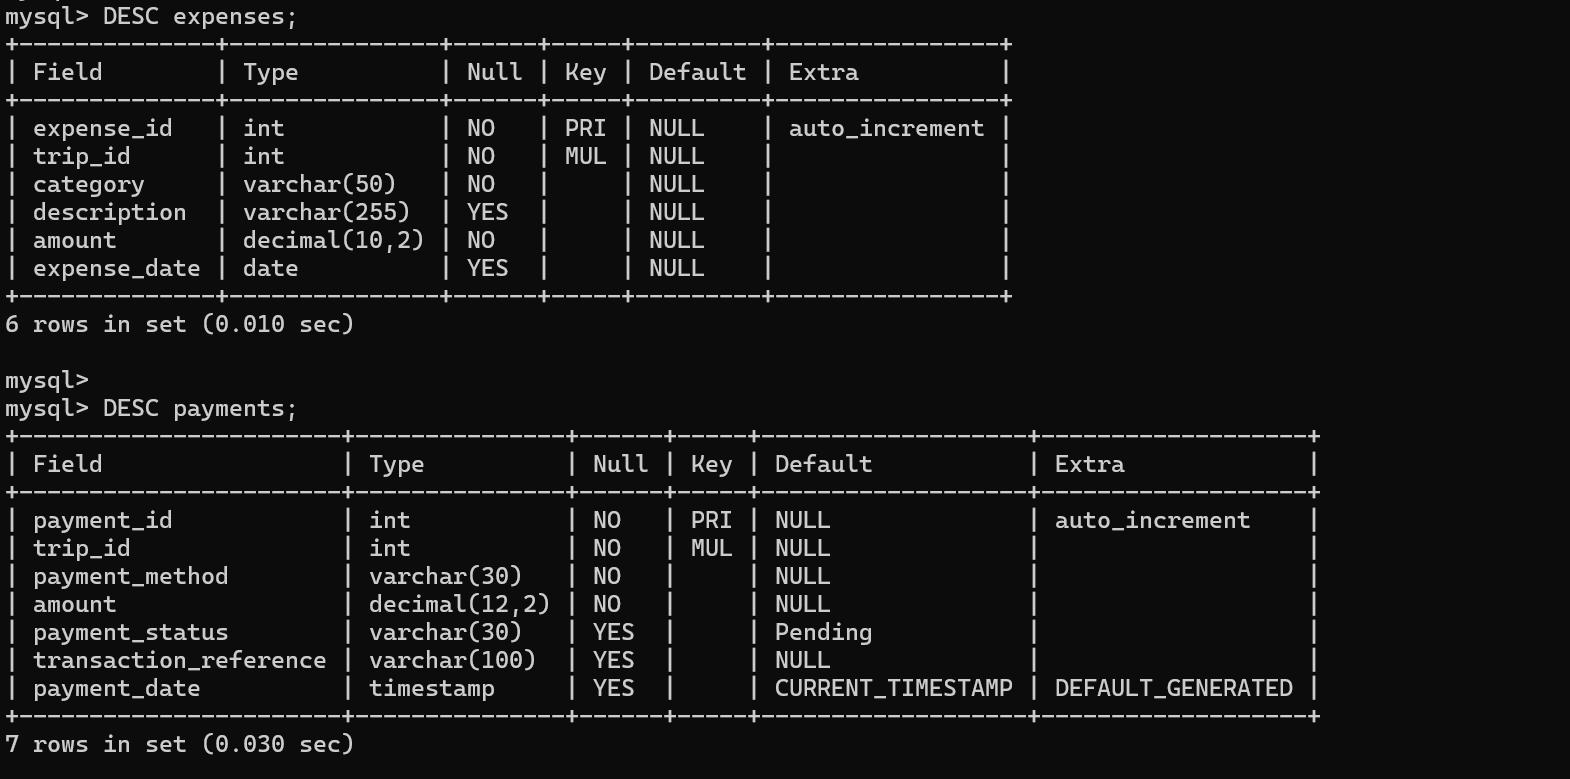 mysql> DESC expenses;
+--------------+---------------+------+-----+---------+----------------+
| Field        | Type          | Null | Key | Default | Extra          |
+--------------+---------------+------+-----+---------+----------------+
| expense_id   | int           | NO   | PRI | NULL    | auto_increment |
| trip_id      | int           | NO   | MUL | NULL    |                |
| category     | varchar(50)   | NO   |     | NULL    |                |
| description  | varchar(255)  | YES  |     | NULL    |                |
| amount       | decimal(10,2) | NO   |     | NULL    |                |
| expense_date | date          | YES  |     | NULL    |                |
+--------------+---------------+------+-----+---------+----------------+
6 rows in set (0.010 sec)

mysql>
mysql> DESC payments;
+-----------------------+---------------+------+-----+-------------------+-------------------+
| Field                 | Type          | Null | Key | Default           | Extra             |
+-----------------------+---------------+------+-----+-------------------+-------------------+
| payment_id            | int           | NO   | PRI | NULL              | auto_increment    |
| trip_id               | int           | NO   | MUL | NULL              |                   |
| payment_method        | varchar(30)   | NO   |     | NULL              |                   |
| amount                | decimal(12,2) | NO   |     | NULL              |                   |
| payment_status        | varchar(30)   | YES  |     | Pending           |                   |
| transaction_reference | varchar(100)  | YES  |     | NULL              |                   |
| payment_date          | timestamp     | YES  |     | CURRENT_TIMESTAMP | DEFAULT_GENERATED |
+-----------------------+---------------+------+-----+-------------------+-------------------+
7 rows in set (0.030 sec)